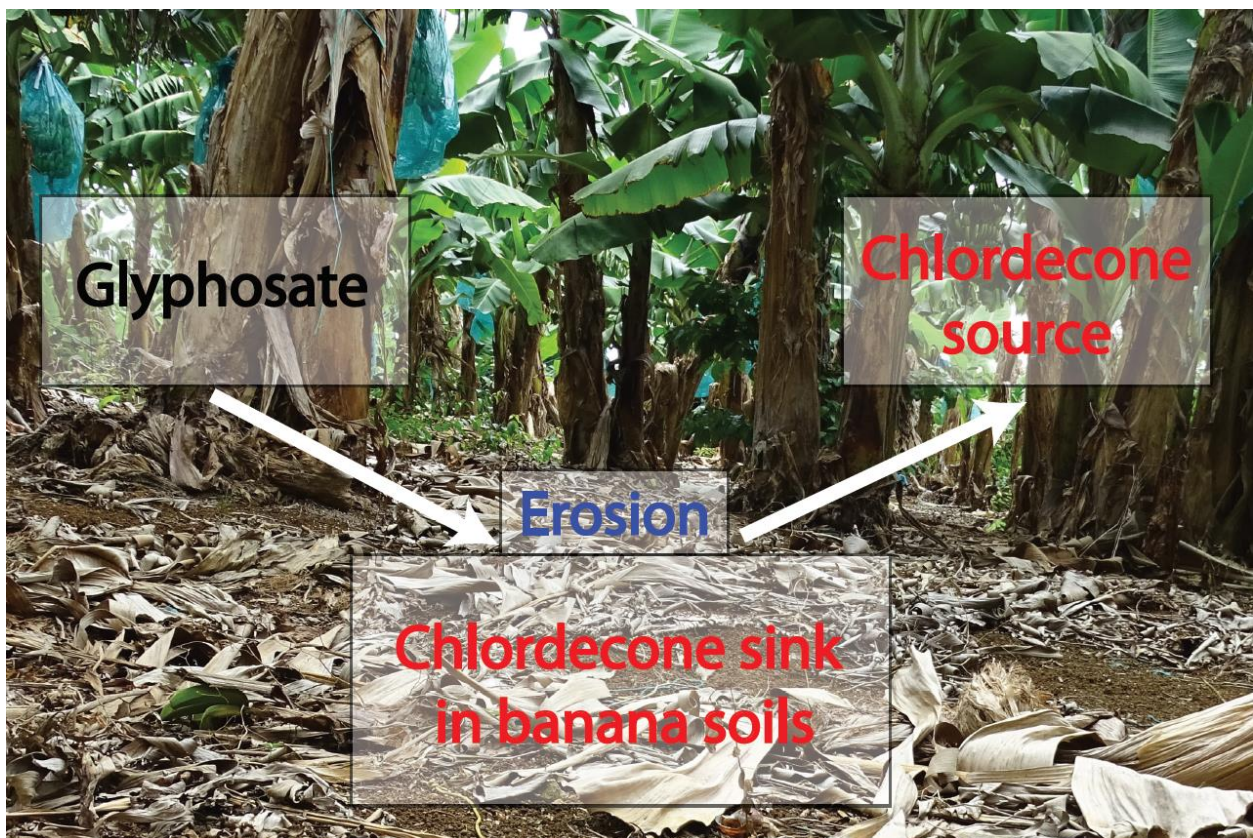 Glyphosate
Chlordecone
source
Erosion
Chlordecone sink
in banana soils